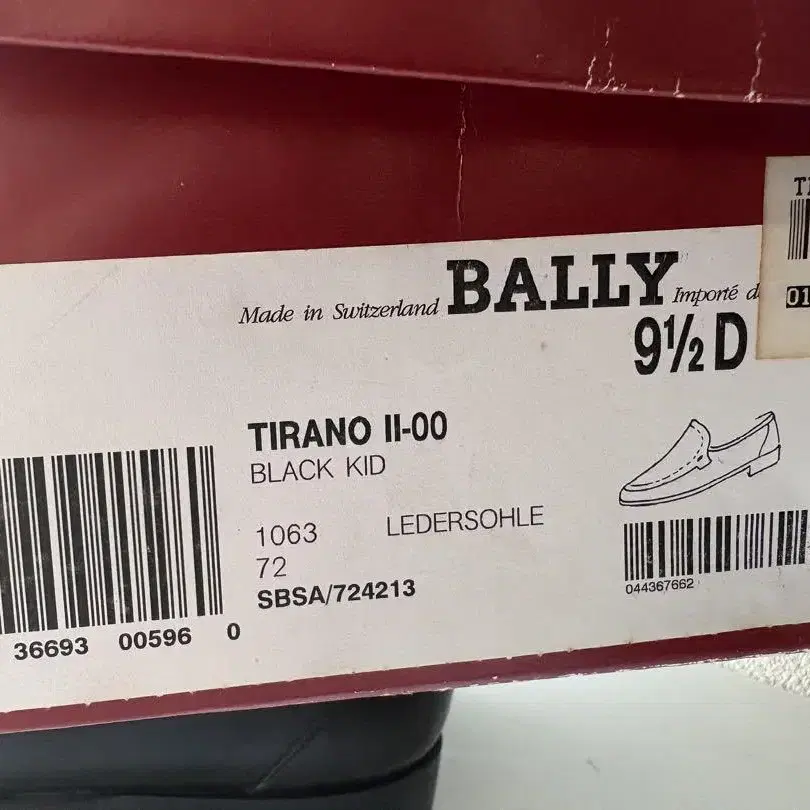 Made in Switzerland BALLY Importé
9½ D
TIRANO II-00
BLACK KID
1063 LEDERSOHLE
72
SBSA/724213
36693 00596 0
044367662
01